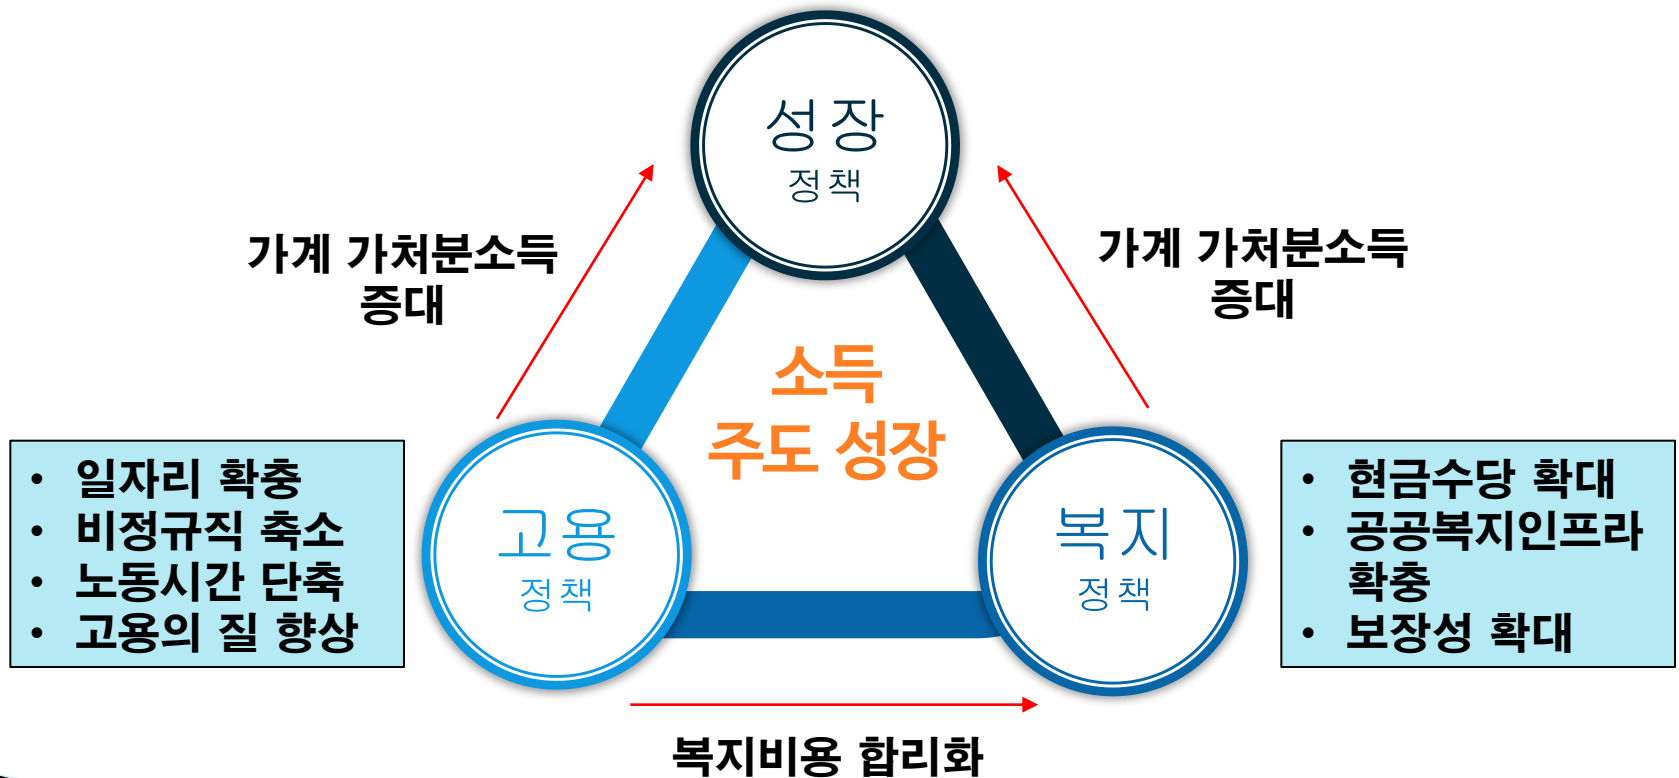 성장
정책
가계 가처분소득
증대
가계 가처분소득
증대
소득
주도 성장
• 일자리 확충
• 비정규직 축소
• 노동시간 단축
• 고용의 질 향상
고용
정책
복지
정책
• 현금수당 확대
• 공공복지인프라
확충
• 보장성 확대
복지비용 합리화